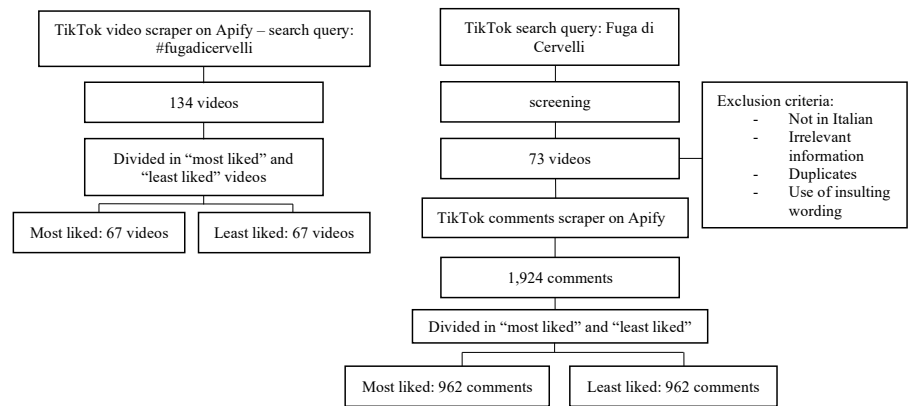 TikTok video scraper on Apify – search query:
#fugadicervelli
134 videos
Divided in “most liked” and
“least liked” videos
Most liked: 67 videos
Least liked: 67 videos
TikTok search query: Fuga di
Cervelli
screening
73 videos
TikTok comments scraper on Apify
1,924 comments
Divided in “most liked” and “least liked”
Most liked: 962 comments
Least liked: 962 comments
Exclusion criteria:
- Not in Italian
- Irrelevant
information
- Duplicates
- Use of insulting
wording